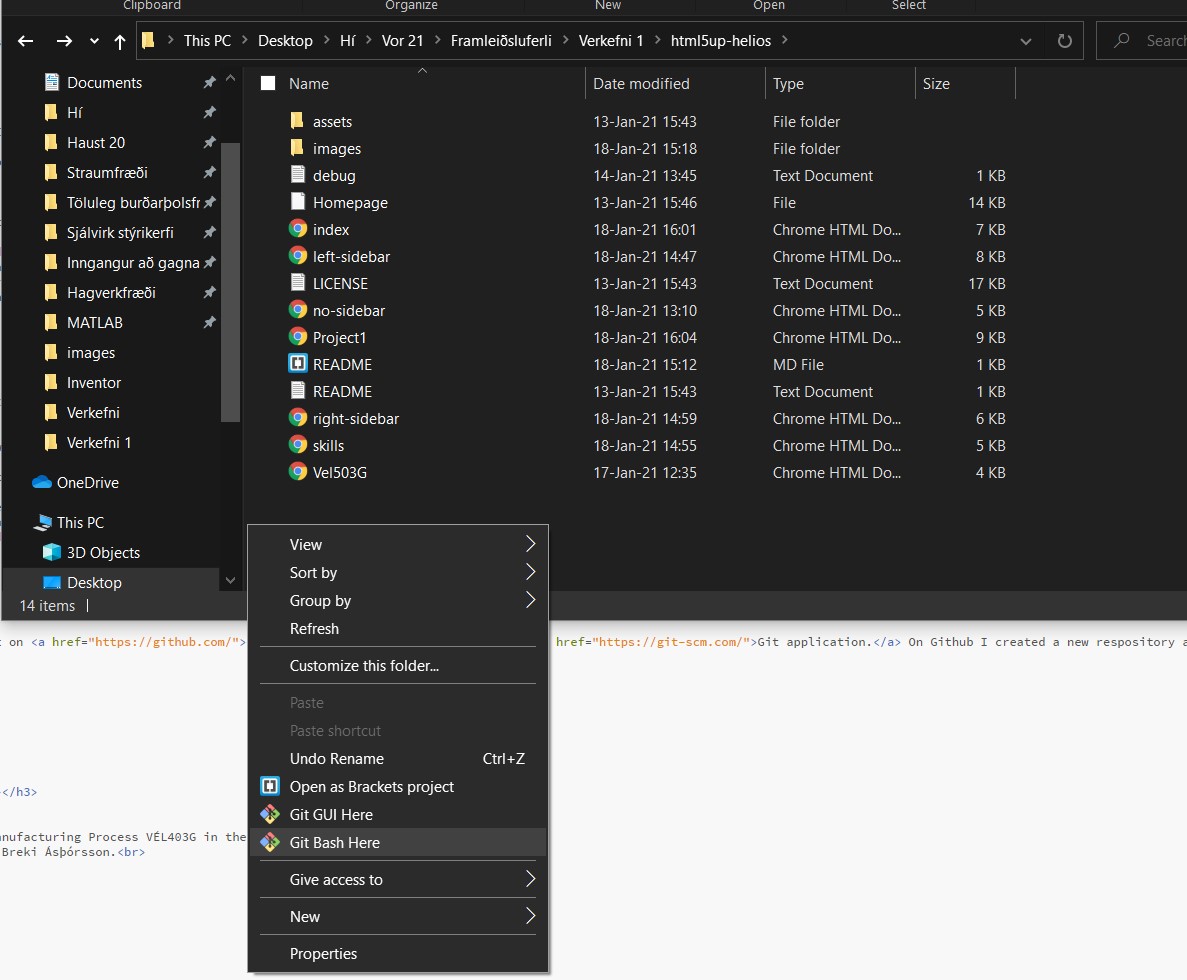 Clipboard Organize New Open Select
This PC Desktop Hí Vor 21 Framleiðsluferli Verkefni 1 html5up-helios
Documents
Hí
Haust 20
Straumfræði
Töluleg burðarþolsfr
Sjálvirk stýrikerfi
Inngangur að gagna
Hagverkfræði
MATLAB
images
Inventor
Verkefni
Verkefni 1
OneDrive
This PC
3D Objects
Desktop
Name Date modified Type Size
assets 13-Jan-21 15:43 File folder
images 18-Jan-21 15:18 File folder
debug 14-Jan-21 13:45 Text Document 1 KB
Homepage 13-Jan-21 15:46 File 14 KB
index 18-Jan-21 16:01 Chrome HTML Do... 7 KB
left-sidebar 18-Jan-21 14:47 Chrome HTML Do... 8 KB
LICENSE 13-Jan-21 15:43 Text Document 17 KB
no-sidebar 18-Jan-21 13:10 Chrome HTML Do... 5 KB
Project1 18-Jan-21 16:04 Chrome HTML Do... 9 KB
README 18-Jan-21 15:12 MD File 1 KB
README 13-Jan-21 15:43 Text Document 1 KB
right-sidebar 18-Jan-21 14:59 Chrome HTML Do... 6 KB
skills 18-Jan-21 14:55 Chrome HTML Do... 5 KB
Vel503G 17-Jan-21 12:35 Chrome HTML Do... 4 KB
14 items
View
Sort by
Group by
Refresh
Customize this folder...
Paste
Paste shortcut
Undo Rename Ctrl+Z
Open as Brackets project
Git GUI Here
Git Bash Here
Give access to
New
Properties
on <a href="https://github.com/"> href="https://git-scm.com/">Git application.</a> On Github I created a new respository
</h3>
nufacturing Process VÉL403G in the
Breki Ásþórsson.<br>